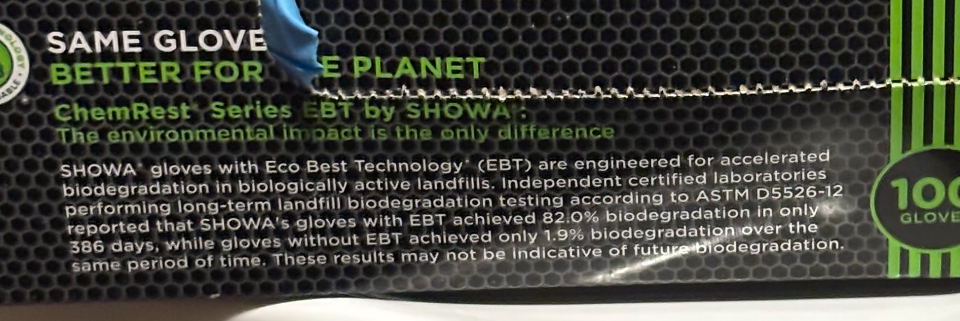 SAME GLOVE
BETTER FOR E PLANET
ChemRest® Series EBT by SHOWA®:
The environmental impact is the only difference
SHOWA® gloves with Eco Best Technology® (EBT) are engineered for accelerated
biodegradation in biologically active landfills. Independent certified laboratories
performing long-term landfill biodegradation testing according to ASTM D5526-12
reported that SHOWA's gloves with EBT achieved 82.0% biodegradation in only
386 days, while gloves without EBT achieved only 1.9% biodegradation over the
same period of time. These results may not be indicative of future biodegradation.
100
GLOVE